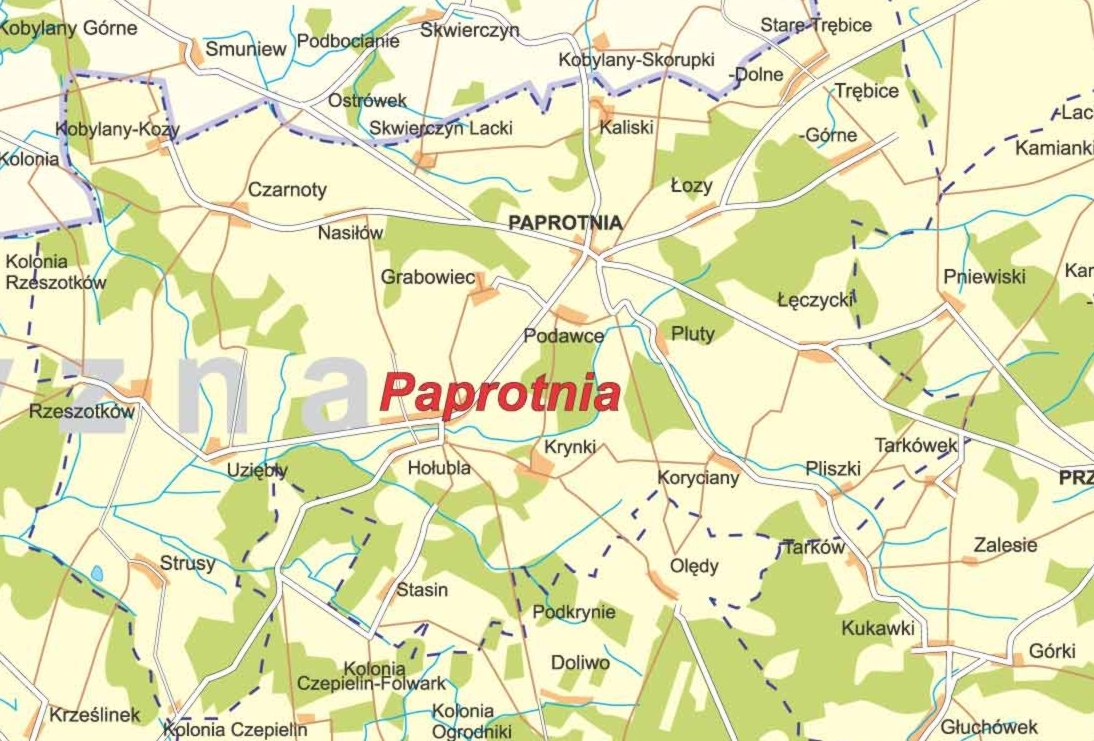 Kobylany Górne
Smuniew
Podbocianie
Skwierczyn
Stare Trębice
Kobylany-Skorupki
-Dolne
Trębice
Ostrówek
Kobylany-Kozy
Skwierczyn Lacki
Kaliski
-Górne
Kolonia
Kamianki
Czarnoty
Łozy
Nasiłów
PAPROTNIA
Kolonia
Rzeszotków
Grabowiec
Pniewiski
Łęczycki
Podawce
Pluty
yzna
Paprotnia
Rzeszotków
Uziębły
Hołubla
Krynki
Koryciany
Pliszki
Tarkówek
PRZ
Strusy
Stasin
Olędy
Tarków
Zalesie
Podkrynie
Kukawki
Górki
Kolonia
Czepielin-Folwark
Doliwo
Krześlinek
Kolonia Czepielin
Kolonia
Ogrodniki
Głuchówek